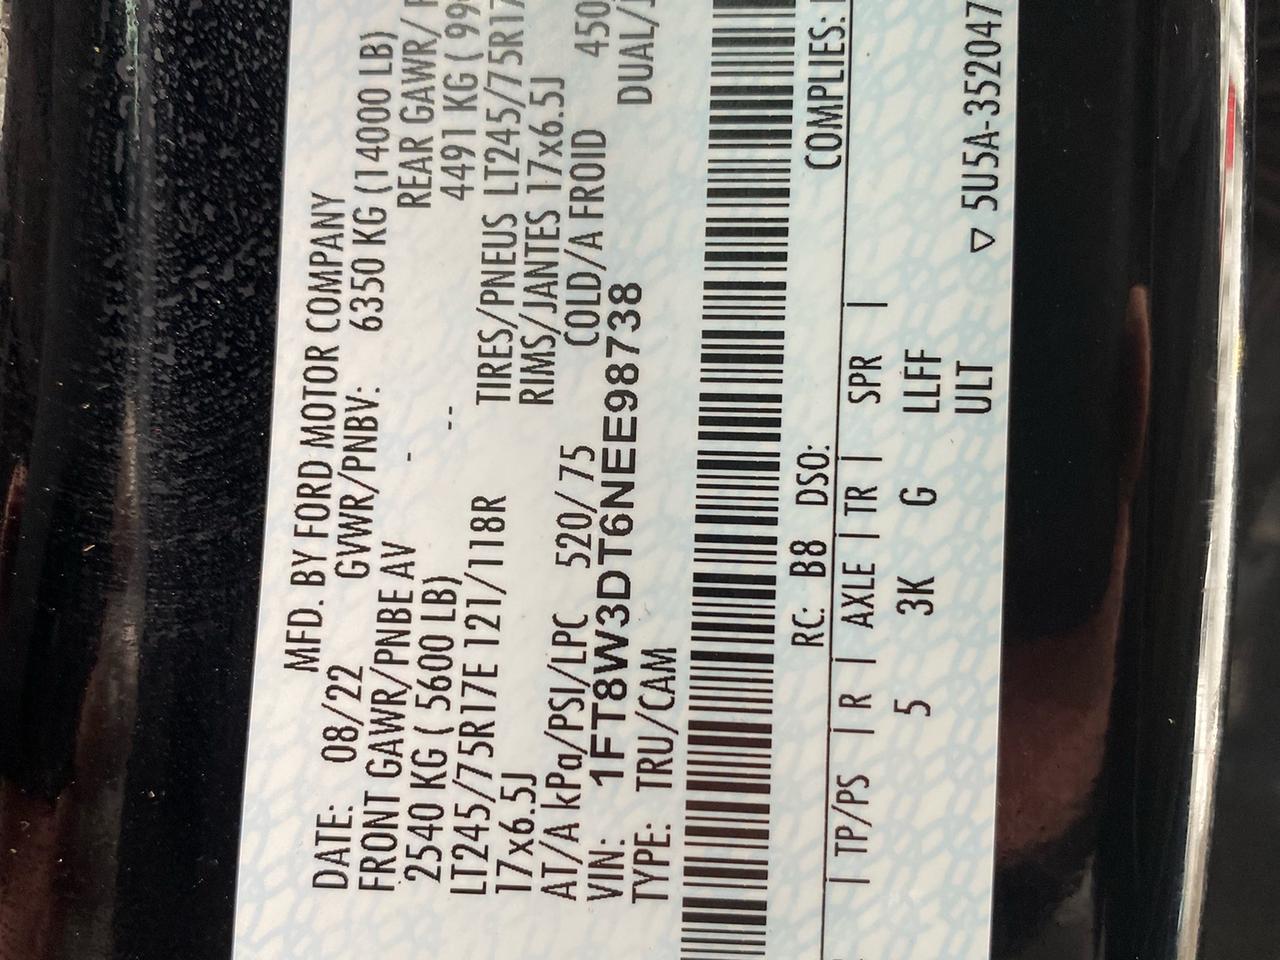 MFD. BY FORD MOTOR COMPANY
DATE: 08/22 GVWR/PNBV: 6350 KG (14000 LB)
FRONT GAWR/PNBE AV REAR GAWR/
2540 KG ( 5600 LB) 4491 KG (
LT245/75R17E 121/118R TIRES/PNEUS LT245/75R17
17x6.5J RIMS/JANTES 17x6.5J
AT/A kPa/PSI/LPC 520/75 COLD/A FROID 450
VIN: 1FT8W3DT6NEE98738 DUAL/
TYPE: TRU/CAM
RC: B8 DSO: COMPLIES:
| TP/PS | R | AXLE | TR | SPR |
5 3K G LLFF
ULT ▽ 5U5A-352047